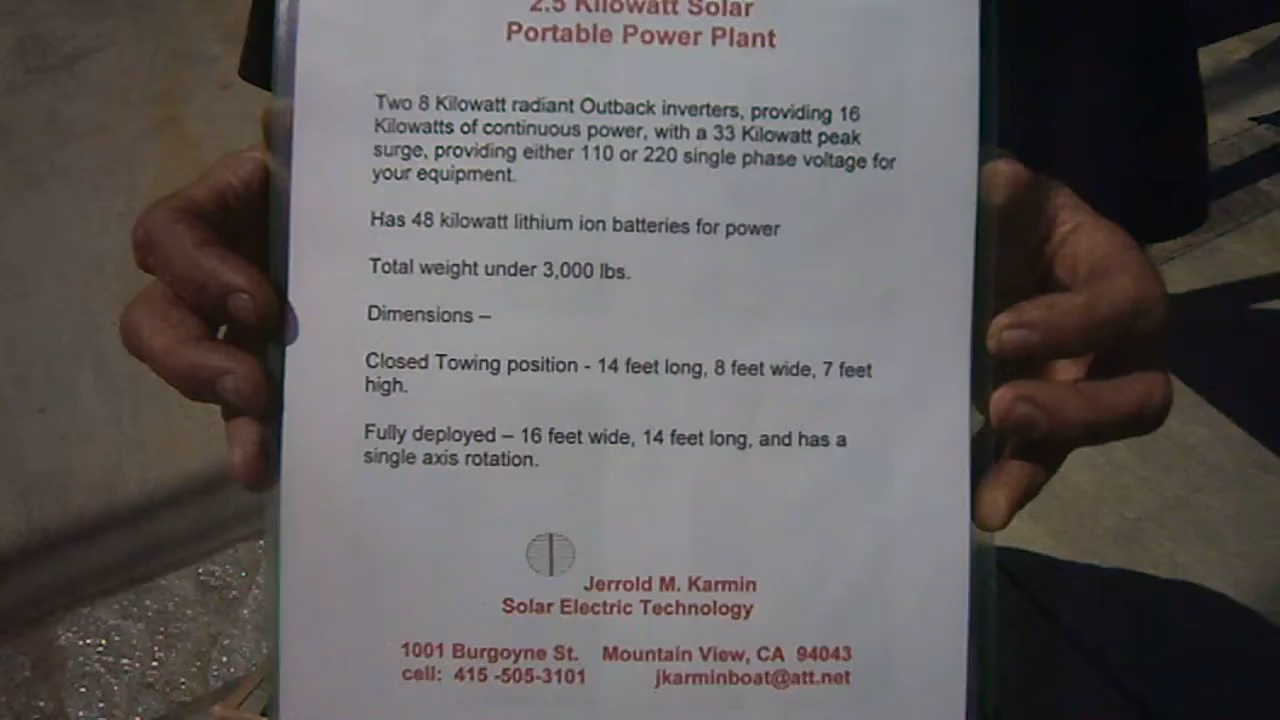 2.5 Kilowatt Solar
Portable Power Plant
Two 8 Kilowatt radiant Outback inverters, providing 16
Kilowatts of continuous power, with a 33 Kilowatt peak
surge, providing either 110 or 220 single phase voltage for
your equipment.
Has 48 kilowatt lithium ion batteries for power
Total weight under 3,000 lbs.
Dimensions –
Closed Towing position - 14 feet long, 8 feet wide, 7 feet
high.
Fully deployed – 16 feet wide, 14 feet long, and has a
single axis rotation.
Jerrold M. Karmin
Solar Electric Technology
1001 Burgoyne St. Mountain View, CA 94043
cell: 415 -505-3101 jkarminboat@att.net